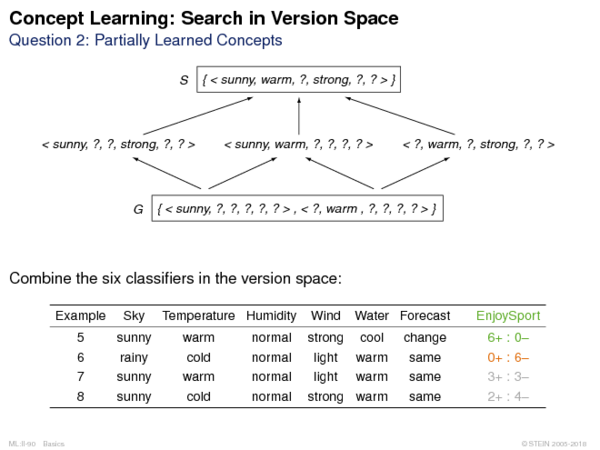 Concept Learning: Search in Version Space
Question 2: Partially Learned Concepts
S { < sunny, warm, ?, strong, ?, ? > }
< sunny, ?, ?, strong, ?, ? > < sunny, warm, ?, ?, ?, ? > < ?, warm, ?, strong, ?, ? >
G { < sunny, ?, ?, ?, ?, ? > , < ?, warm , ?, ?, ?, ? > }
Combine the six classifiers in the version space:
Example Sky Temperature Humidity Wind Water Forecast EnjoySport
5 sunny warm normal strong cool change 6+ : 0–
6 rainy cold normal light warm same 0+ : 6–
7 sunny warm normal light warm same 3+ : 3–
8 sunny cold normal strong warm same 2+ : 4–
ML:II-90 Basics © STEIN 2005-2018